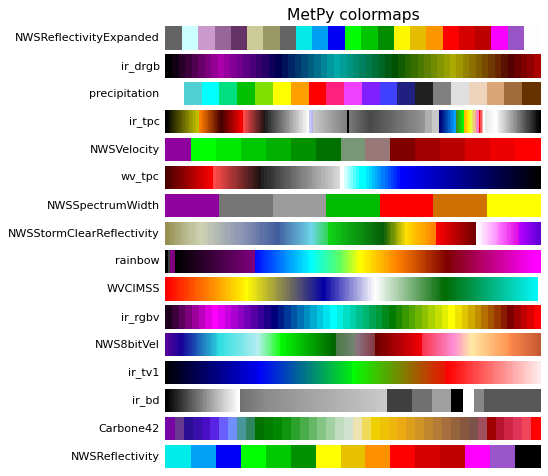 MetPy colormaps
NWSReflectivityExpanded
ir_drgb
precipitation
ir_tpc
NWSVelocity
wv_tpc
NWSSpectrumWidth
NWSStormClearReflectivity
rainbow
WVCIMSS
ir_rgbv
NWS8bitVel
ir_tv1
ir_bd
Carbone42
NWSReflectivity